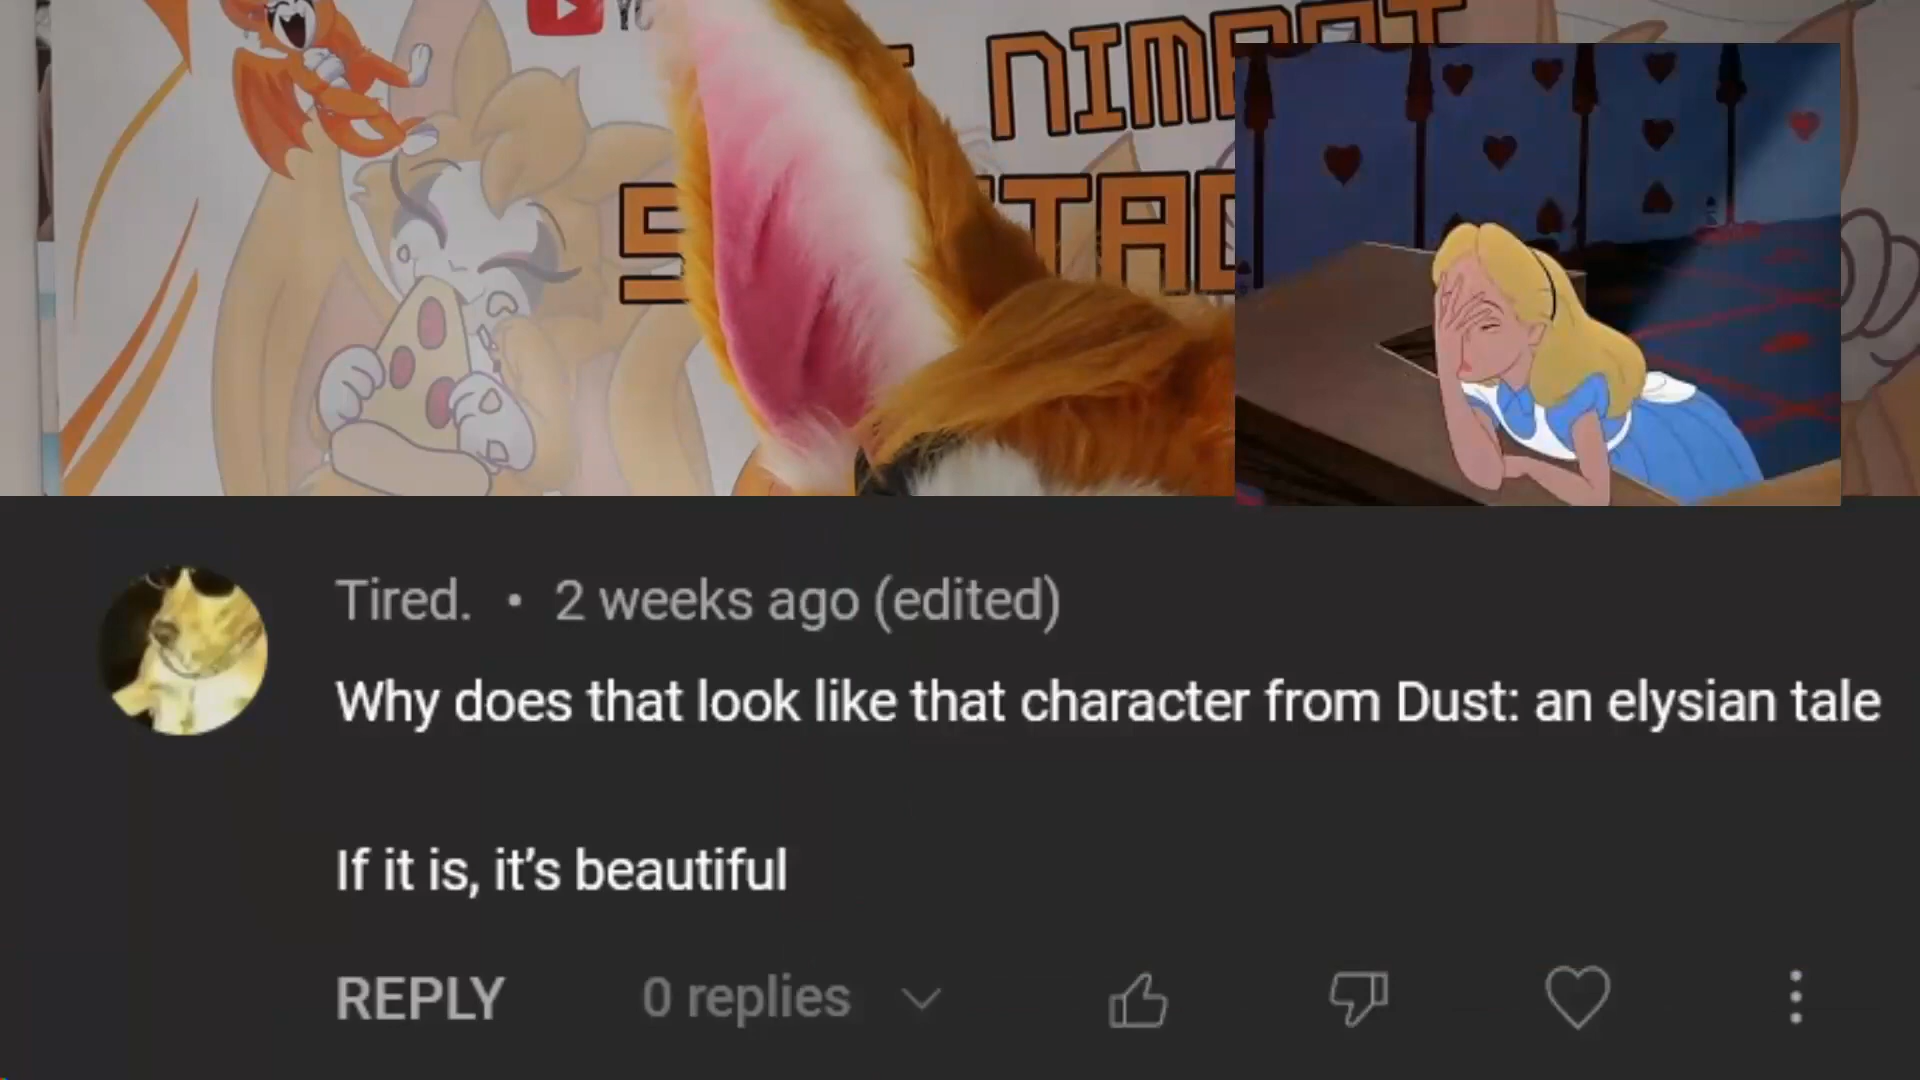 NIMBAT
Tired. • 2 weeks ago (edited)
Why does that look like that character from Dust: an elysian tale
If it is, it’s beautiful
REPLY
0 replies